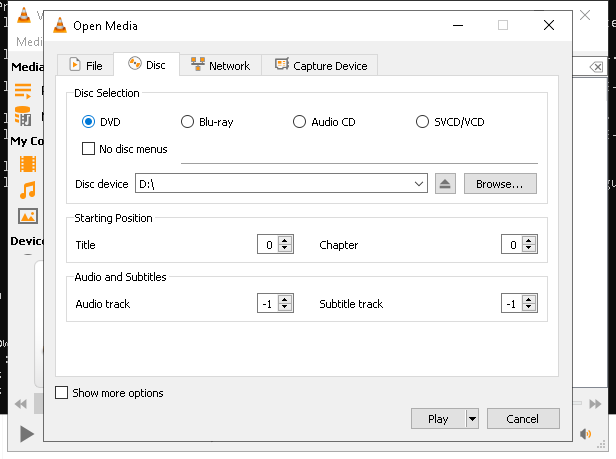 Open Media
Medi
File
Disc
Network
Capture Device
Media
Disc Selection
DVD
Blu-ray
Audio CD
SVCD/VCD
No disc menus
My Co
Disc device
D:\
Browse...
Starting Position
Device
Title
0
Chapter
0
Audio and Subtitles
Audio track
-1
Subtitle track
-1
Show more options
Play
Cancel